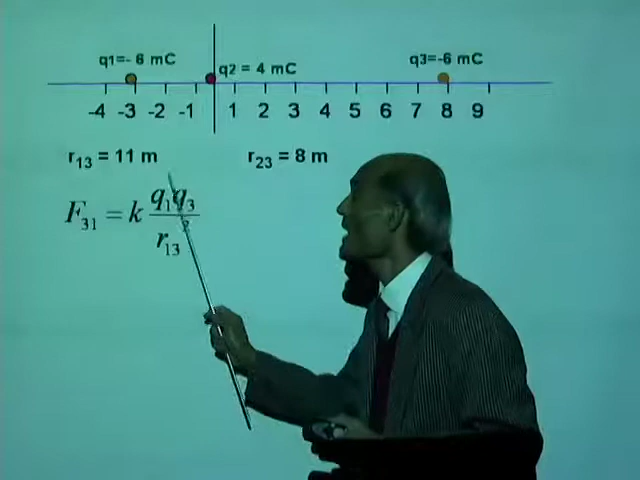 q1=- 8 mC q3=-6 mC
q2 = 4 mC
-4 -3 -2 -1 1 2 3 4 5 6 7 8 9
r13 = 11 m r23 = 8 m
F31 = k q1q3 / r13²